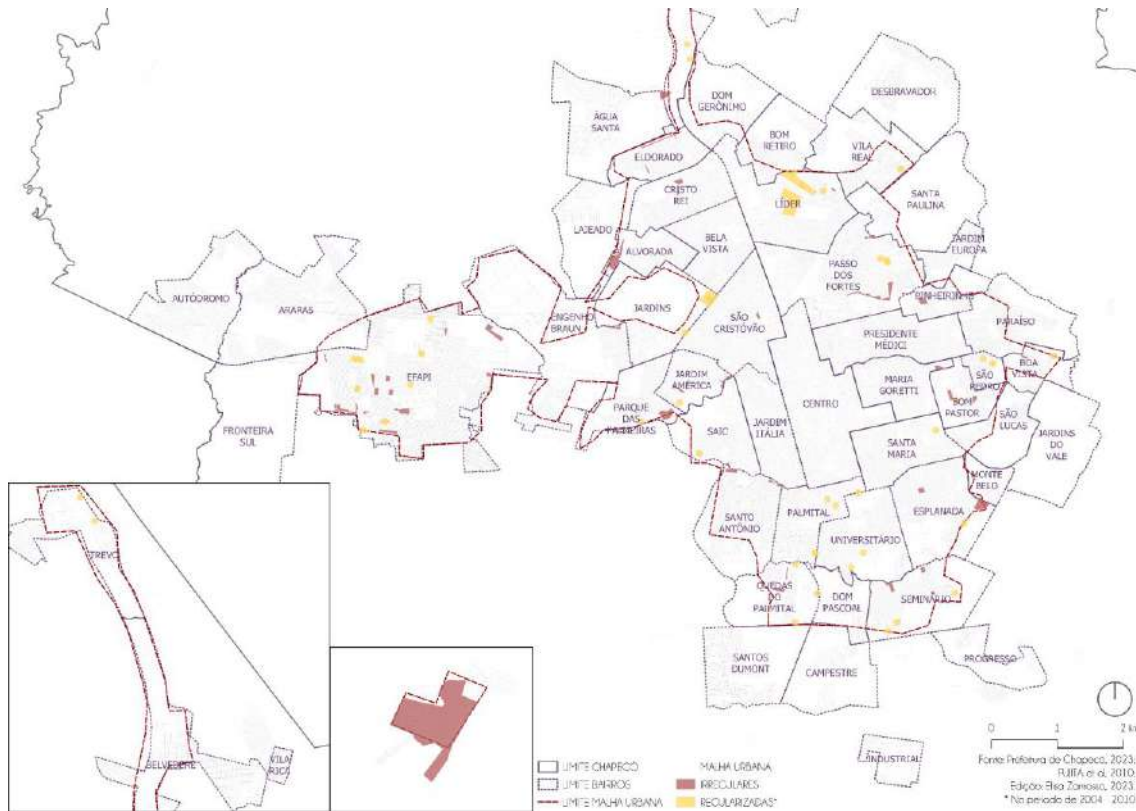 DOM
GERÔNIMO
DESBRAVADOR
ÁGUA
SANTA
BOM
RETIRO
VILA
REAL
ELDORADO
CRISTO
REI
LÍDER
SANTA
PAULINA
LAJEADO
ALVORADA
BELA
VISTA
JARDIM
EUROPA
PASSO
DOS
FORTES
AUTÓDROMO
ARARAS
PINHEIRINHO
ENGENHO
BRAUN
JARDINS
SÃO
CRISTÓVÃO
PARAÍSO
PRESIDENTE
MÉDICI
EFAPI
JARDIM
AMÉRICA
MARIA
GORETTI
SÃO
PEDRO
BOA
VISTA
BOM
PASTOR
CENTRO
PARQUE
DAS
PALMEIRAS
SAIC
JARDIM
ITÁLIA
SÃO
LUCAS
JARDINS
DO
VALE
FRONTEIRA
SUL
SANTA
MARIA
MONTE
BELO
SANTO
ANTÔNIO
PALMITAL
ESPLANADA
UNIVERSITÁRIO
TREVO
QUEDAS
DO
PALMITAL
DOM
PASCOAL
SEMINÁRIO
SANTOS
DUMONT
CAMPESTRE
PROGRESSO
BELVEDERE
VILA
RICA
INDUSTRIAL
0 1 2 km
LIMITE CHAPECÓ
LIMITE BAIRROS
LIMITE MALHA URBANA
MALHA URBANA
IRREGULARES
REGULARIZADAS*
Fonte: Prefeitura de Chapecó, 2023;
FUJITA et al, 2010.
Edição: Elisa Zamossa, 2023
* No período de 2004 - 2010